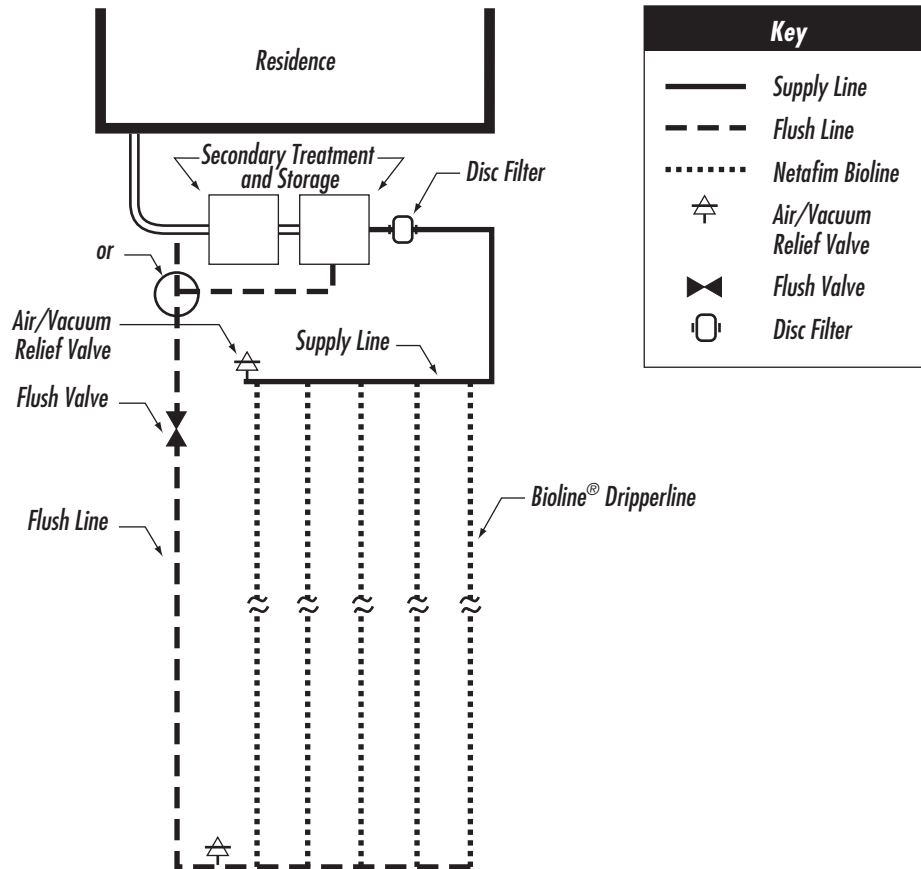 Residence
Secondary Treatment
and Storage
Disc Filter
or
Air/Vacuum
Relief Valve
Supply Line
Flush Valve
Bioline® Dripperline
Flush Line
Key
Supply Line
Flush Line
Netafim Bioline
Air/Vacuum
Relief Valve
Flush Valve
Disc Filter